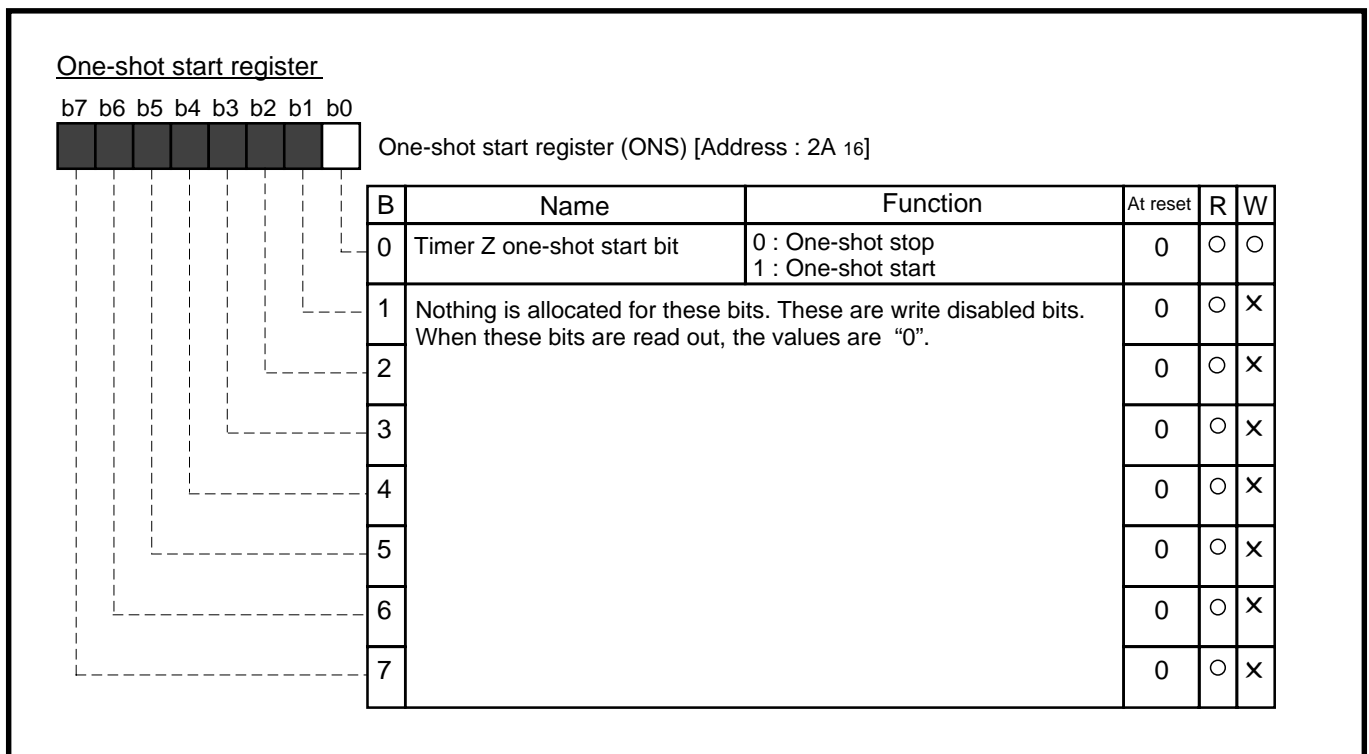 One-shot start register
b7 b6 b5 b4 b3 b2 b1 b0
One-shot start register (ONS) [Address : 2A 16]
B Name Function At reset R W
0 Timer Z one-shot start bit 0 : One-shot stop 0 ○ ○
1 : One-shot start
1 Nothing is allocated for these bits. These are write disabled bits. 0 ○ ×
When these bits are read out, the values are “0”.
2 0 ○ ×
3 0 ○ ×
4 0 ○ ×
5 0 ○ ×
6 0 ○ ×
7 0 ○ ×